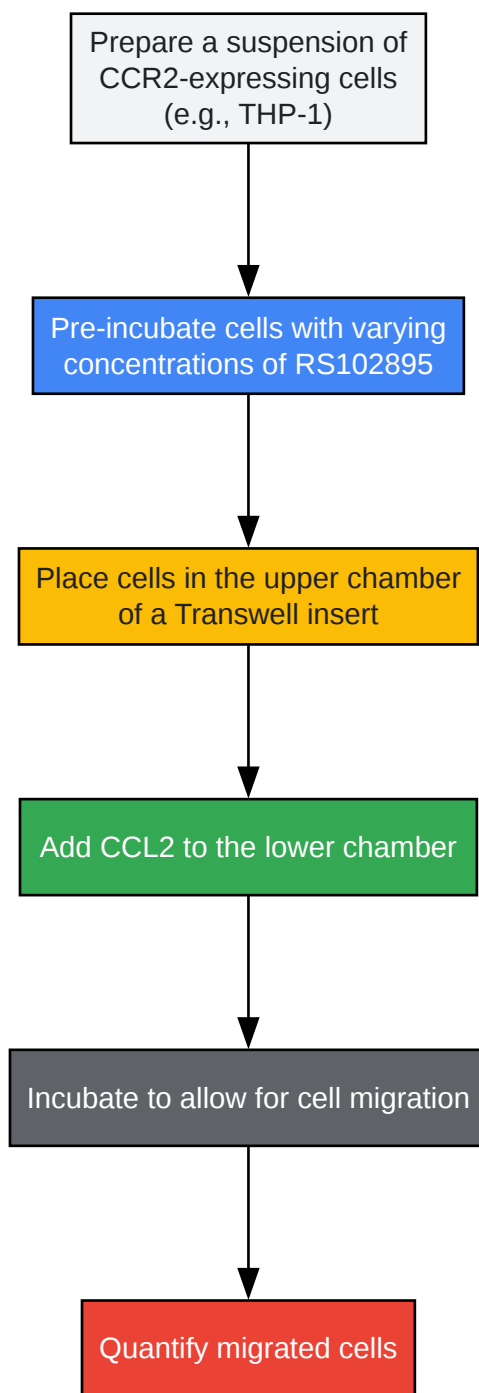 Prepare a suspension of
CCR2-expressing cells
(e.g., THP-1)
Pre-incubate cells with varying
concentrations of RS102895
Place cells in the upper chamber
of a Transwell insert
Add CCL2 to the lower chamber
Incubate to allow for cell migration
Quantify migrated cells